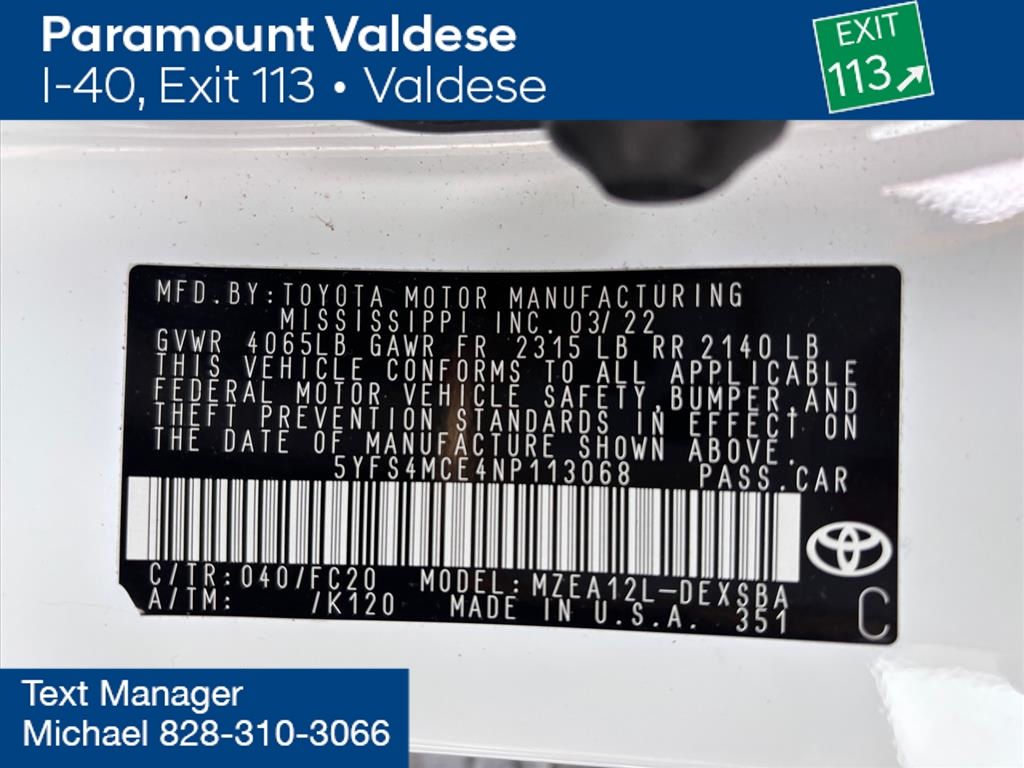 Paramount Valdese
I-40, Exit 113 • Valdese
EXIT
113
MFD.BY:TOYOTA MOTOR MANUFACTURING
MISSISSIPPI INC. 03/22
GVWR 4065LB GAWR FR 2315 LB RR 2140 LB
THIS VEHICLE CONFORMS TO ALL APPLICABLE
FEDERAL MOTOR VEHICLE SAFETY,BUMPER,AND
THEFT PREVENTION STANDARDS IN EFFECT ON
THE DATE OF MANUFACTURE SHOWN ABOVE.
5YFS4MCE4NP113068 PASS.CAR
C/TR:040/FC20 MODEL:MZEA12L-DEXSBA
A/TM: /K120 MADE IN U.S.A. 351
C
Text Manager
Michael 828-310-3066